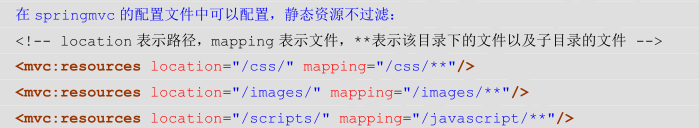 在 springmvc 的配置文件中可以配置，静态资源不过滤：
<!-- location 表示路径，mapping 表示文件，**表示该目录下的文件以及子目录的文件 -->
<mvc:resources location="/css/" mapping="/css/**"/>
<mvc:resources location="/images/" mapping="/images/**"/>
<mvc:resources location="/scripts/" mapping="/javascript/**"/>